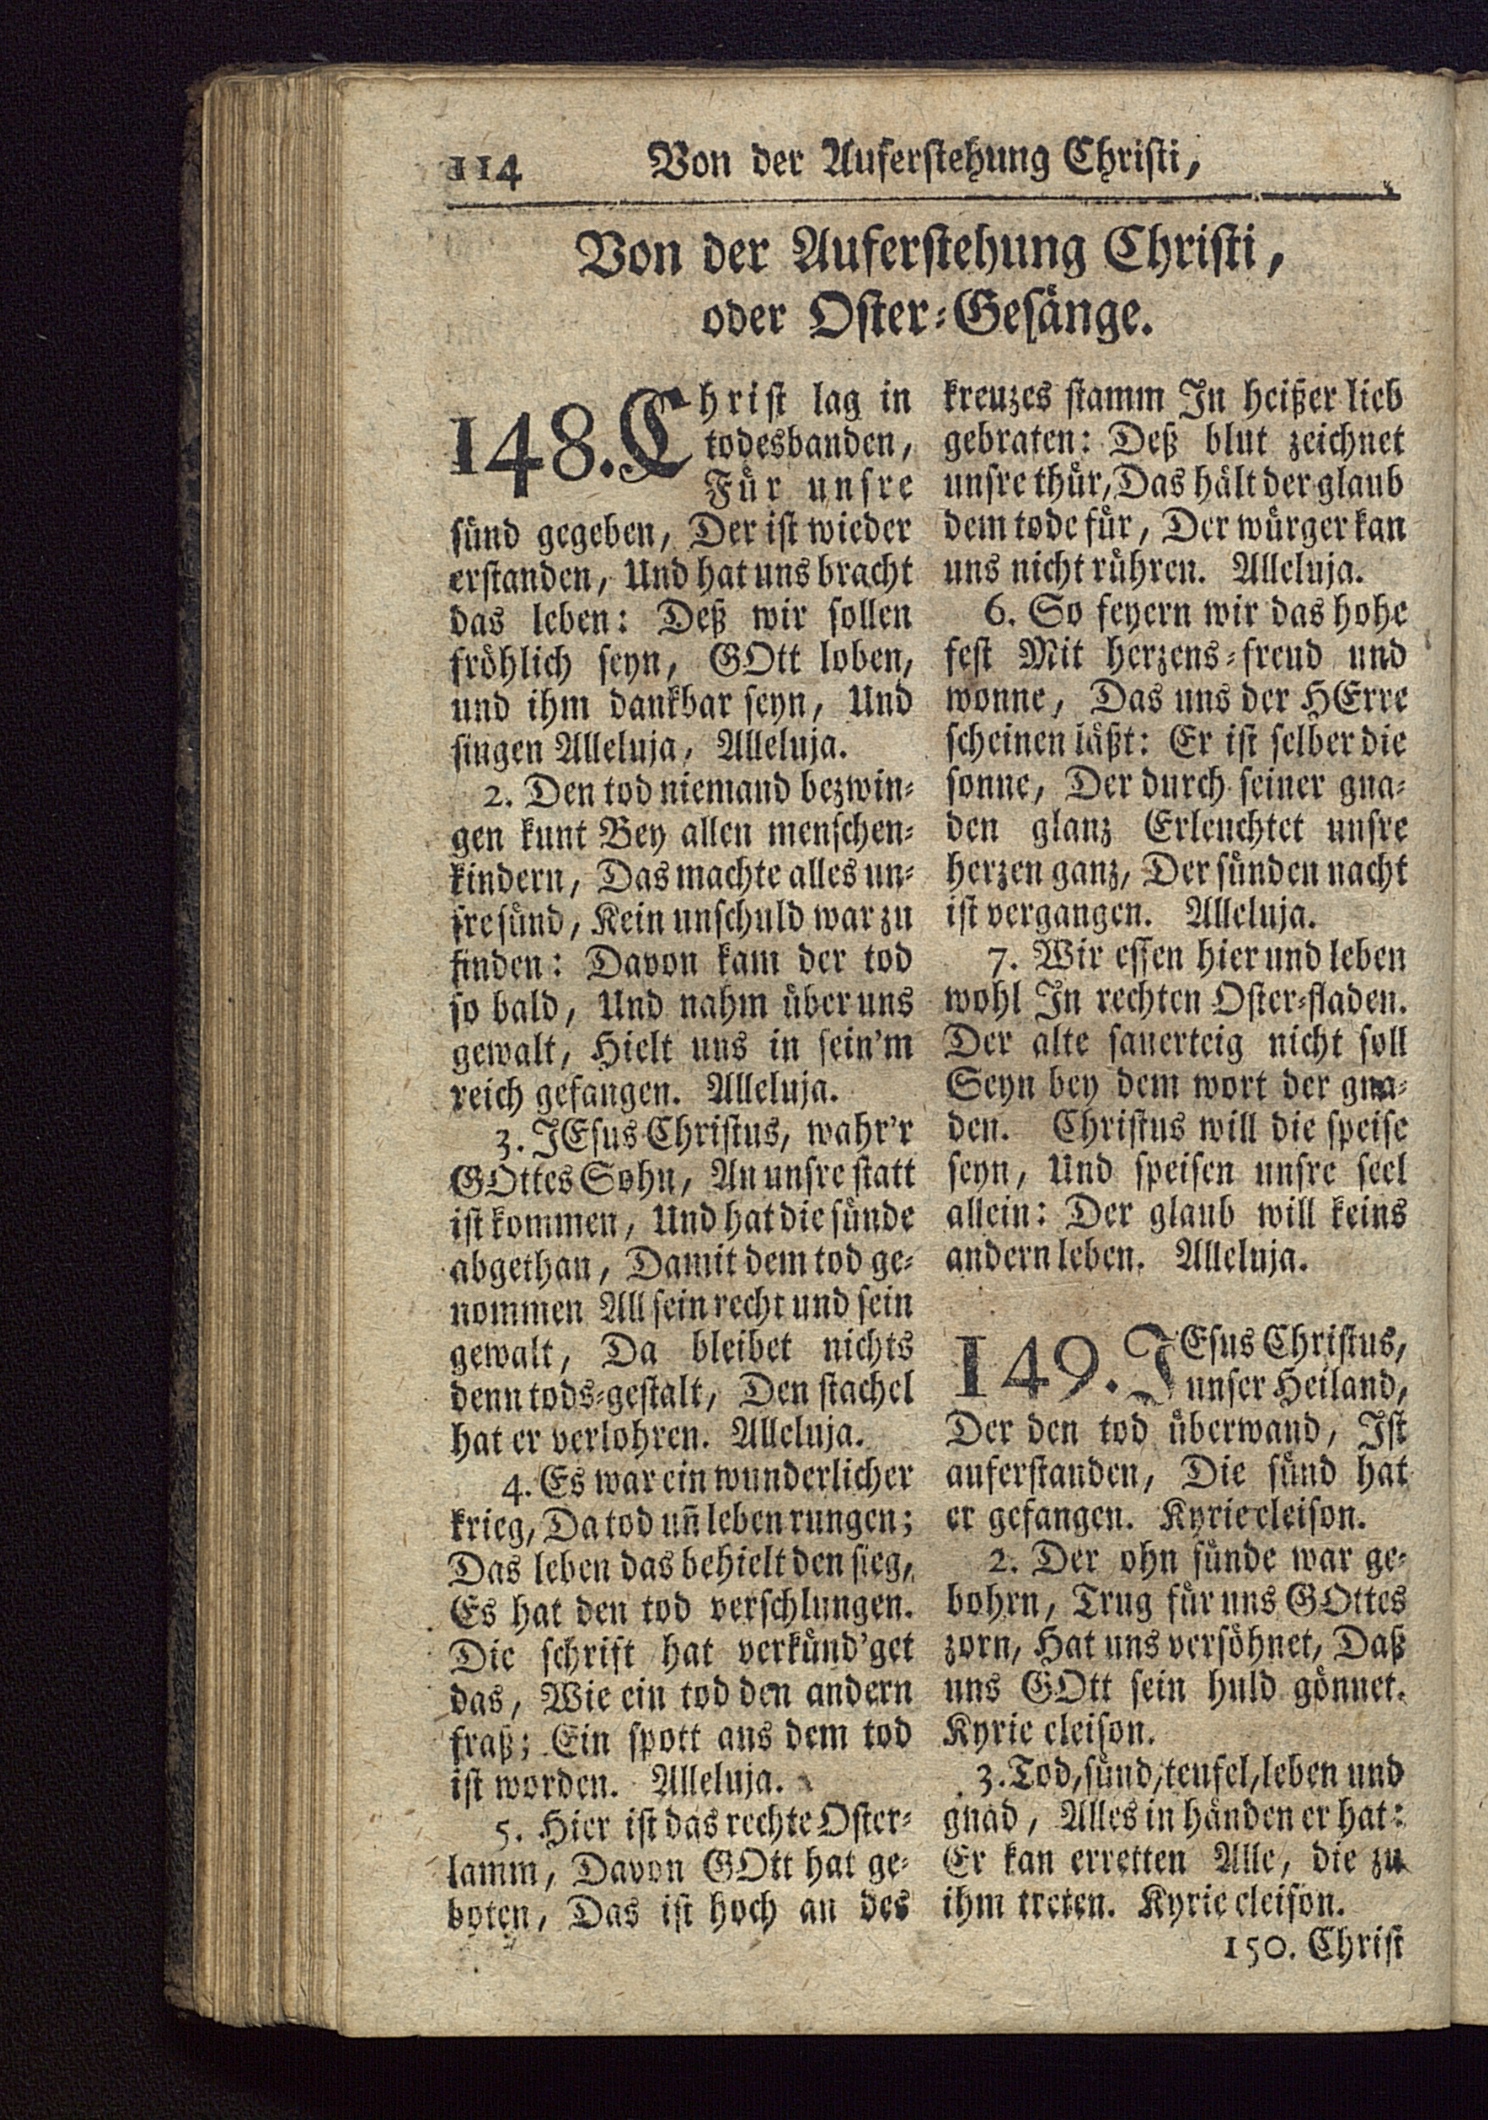 114 Von der Auferstehung Christi,
Von der Auferstehung Christi,
oder Oster-Gesänge.
148. Christ lag in
todesbanden,
Für unsre
sünd gegeben, Der ist wieder
erstanden, Und hat uns bracht
das leben: Deß wir sollen
fröhlich seyn, GOtt loben,
und ihm dankbar seyn, Und
singen Alleluja, Alleluja.
2. Den tod niemand bezwin-
gen kunt Bey allen menschen-
kindern, Das machte alles un-
sre sünd, Kein unschuld war zu
finden: Davon kam der tod
so bald, Und nahm über uns
gewalt, Hielt uns in sein'm
reich gefangen. Alleluja.
3. JEsus Christus, wahr'r
GOttes Sohn, An unsre statt
ist kommen, Und hat die sünde
abgethan, Damit dem tod ge-
nommen All sein recht und sein
gewalt, Da bleibet nichts
denn tods-gestalt, Den stachel
hat er verlohren. Alleluja.
4. Es war ein wunderlicher
krieg, Da tod uñ leben rungen;
Das leben das behielt den sieg,
Es hat den tod verschlungen.
Die schrift hat verkünd'get
das, Wie ein tod den andern
fraß; Ein spott aus dem tod
ist worden. Alleluja.
5. Hier ist das rechte Oster-
lamm, Davon GOtt hat ge-
boten, Das ist hoch an des
kreuzes stamm In heißer lieb
gebraten: Deß blut zeichnet
unsre thür, Das hält der glaub
dem tode für, Der würger kan
uns nicht rühren. Alleluja.
6. So feyern wir das hohe
fest Mit herzens-freud und
wonne, Das uns der HErre
scheinen läßt: Er ist selber die
sonne, Der durch seiner gna-
den glanz Erleuchtet unsre
herzen ganz, Der sünden nacht
ist vergangen. Alleluja.
7. Wir essen hier und leben
wohl In rechten Oster-fladen.
Der alte sauerteig nicht soll
Seyn bey dem wort der gna-
den. Christus will die speise
seyn, Und speisen unsre seel
allein: Der glaub will keins
andern leben. Alleluja.
149. JEsus Christus,
unser Heiland,
Der den tod überwand, Ist
auferstanden, Die sünd hat
er gefangen. Kyrie eleison.
2. Der ohn sünde war ge-
bohrn, Trug für uns GOttes
zorn, Hat uns versöhnet, Daß
uns GOtt sein huld gönnet.
Kyrie eleison.
3. Tod, sünd, teufel, leben und
gnad, Alles in händen er hat:
Er kan erretten Alle, die zu
ihm treten. Kyrie eleison.
150. Christ